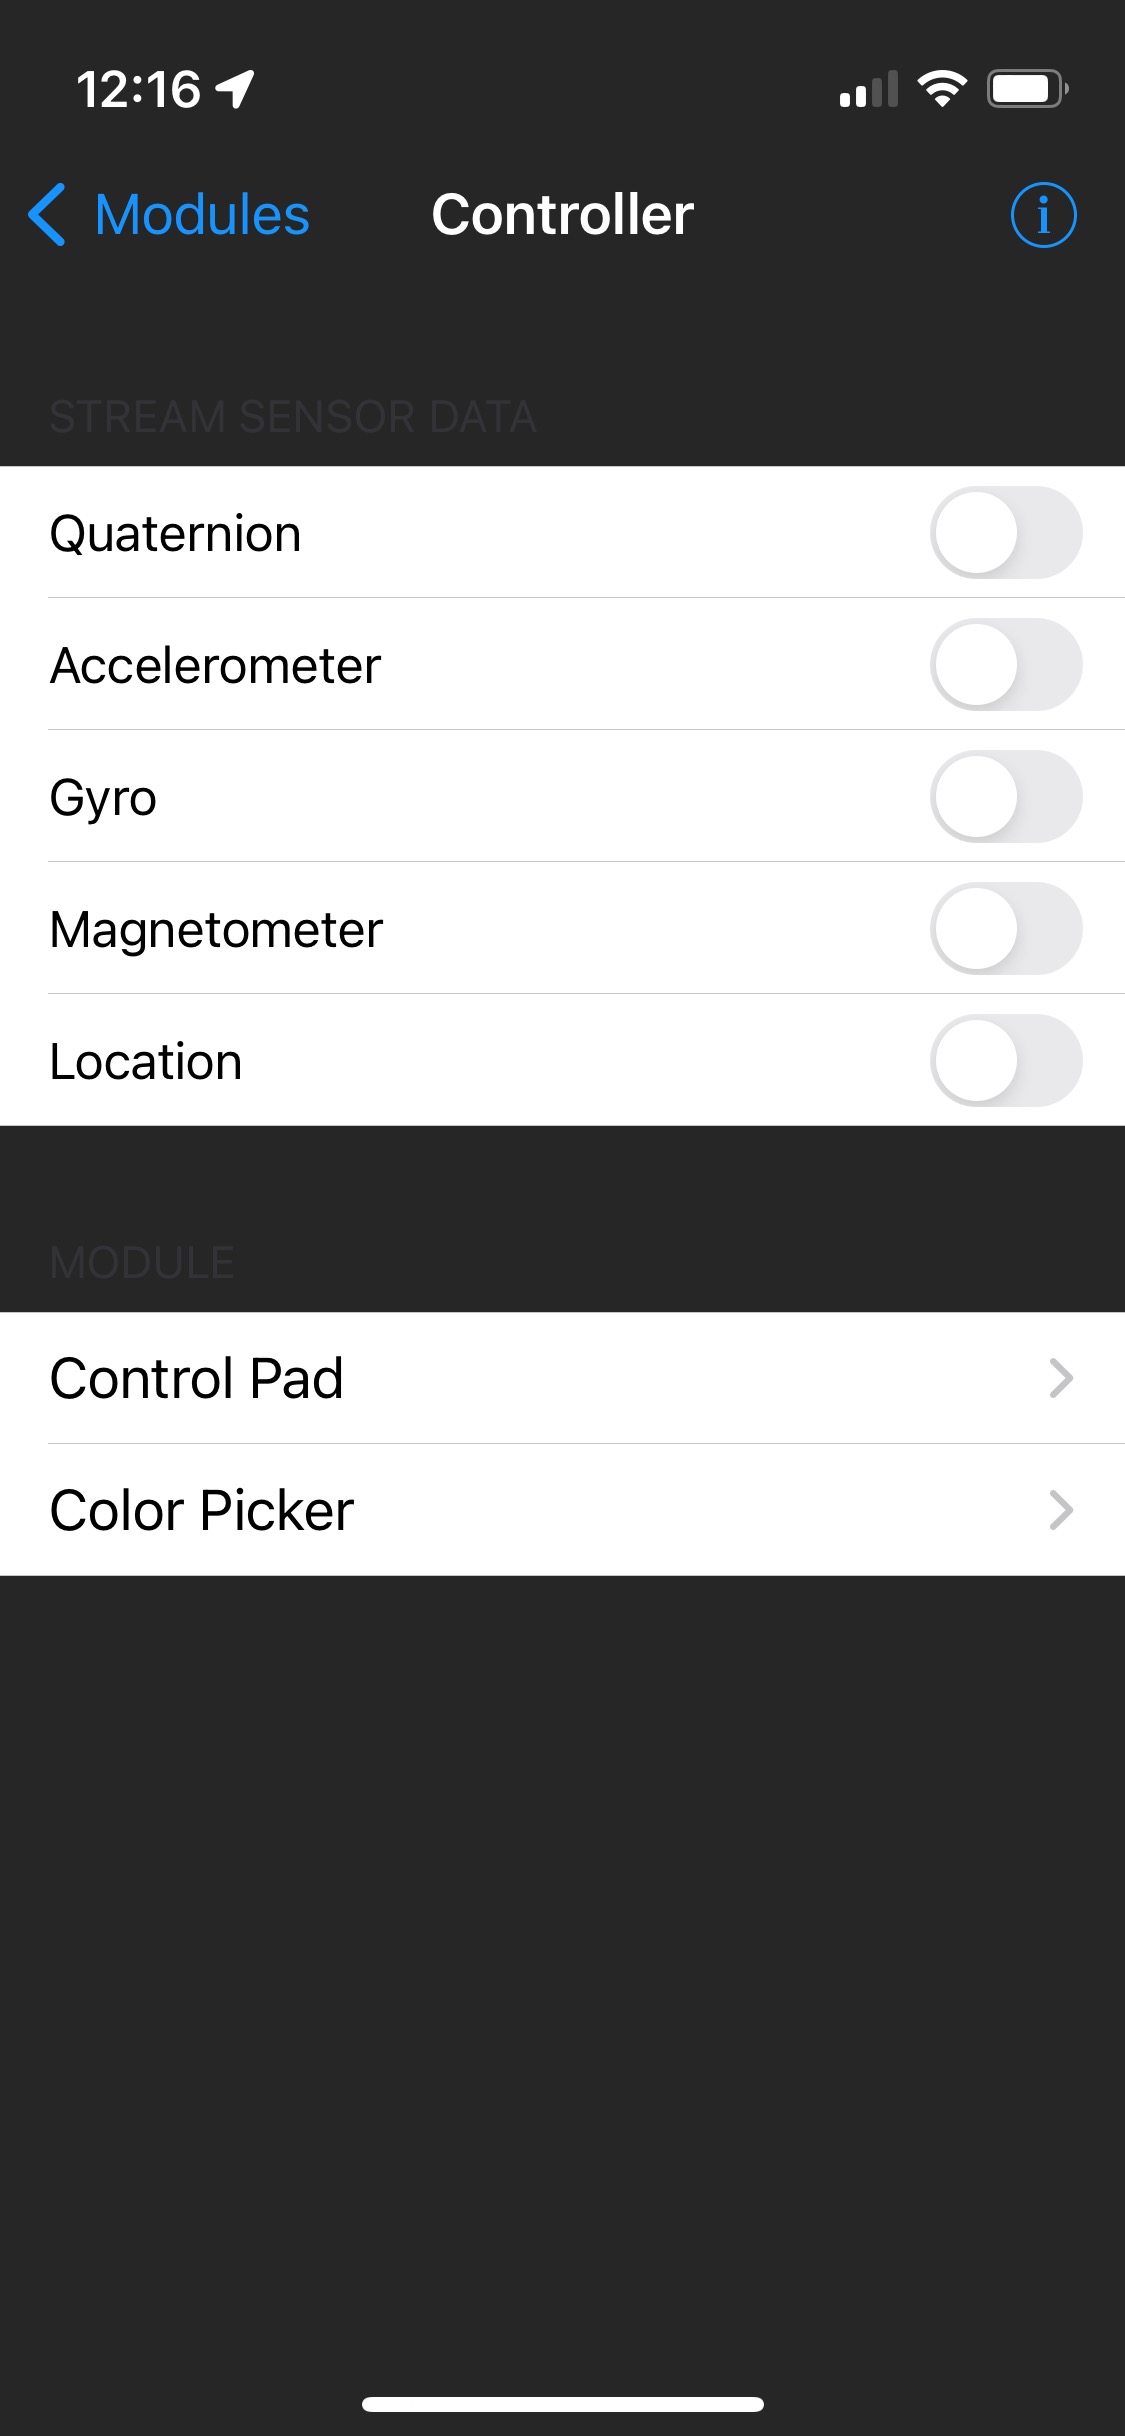 12:16
Modules
Controller
STREAM SENSOR DATA
Quaternion
Accelerometer
Gyro
Magnetometer
Location
MODULE
Control Pad
Color Picker